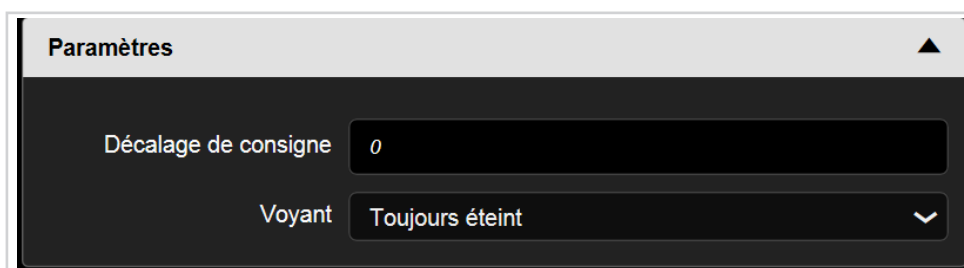 Paramètres
Décalage de consigne 0
Voyant Toujours éteint